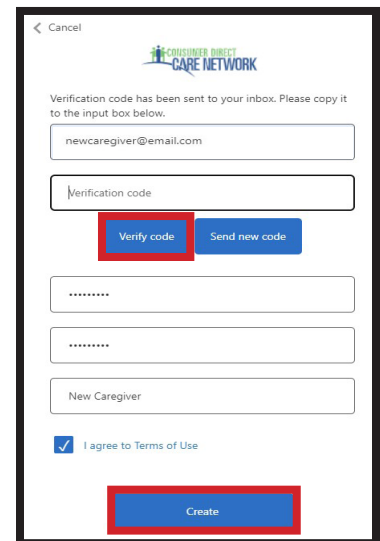 Cancel
CONSUMER DIRECT
CARE NETWORK
Verification code has been sent to your inbox. Please copy it
to the input box below.
newcaregiver@email.com
Verification code
Verify code Send new code
•••••••••
•••••••••
New Caregiver
I agree to Terms of Use
Create